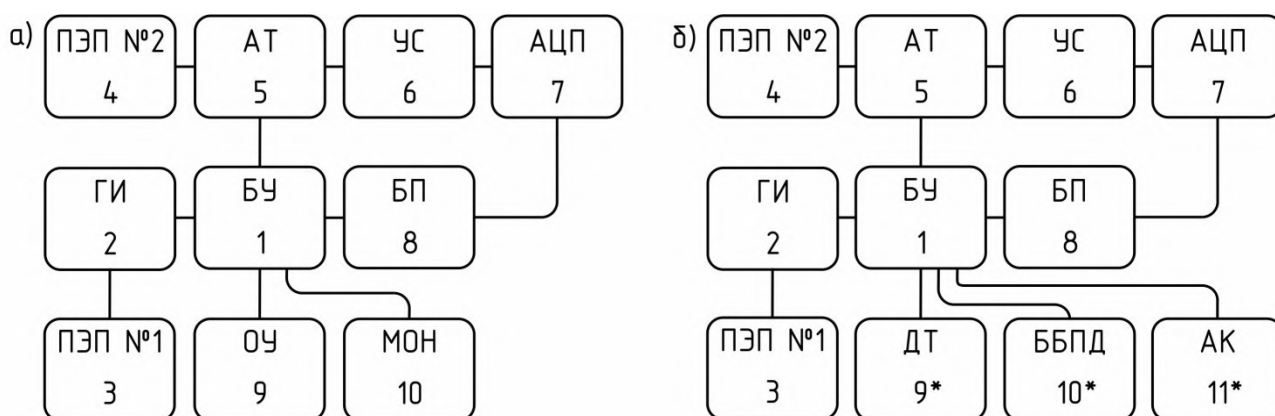 а)
ПЭП №2
4
АТ
5
УС
6
АЦП
7
ГИ
2
БУ
1
БП
8
ПЭП №1
3
ОУ
9
МОН
10
б)
ПЭП №2
4
АТ
5
УС
6
АЦП
7
ГИ
2
БУ
1
БП
8
ПЭП №1
3
ДТ
9*
ББПД
10*
АК
11*